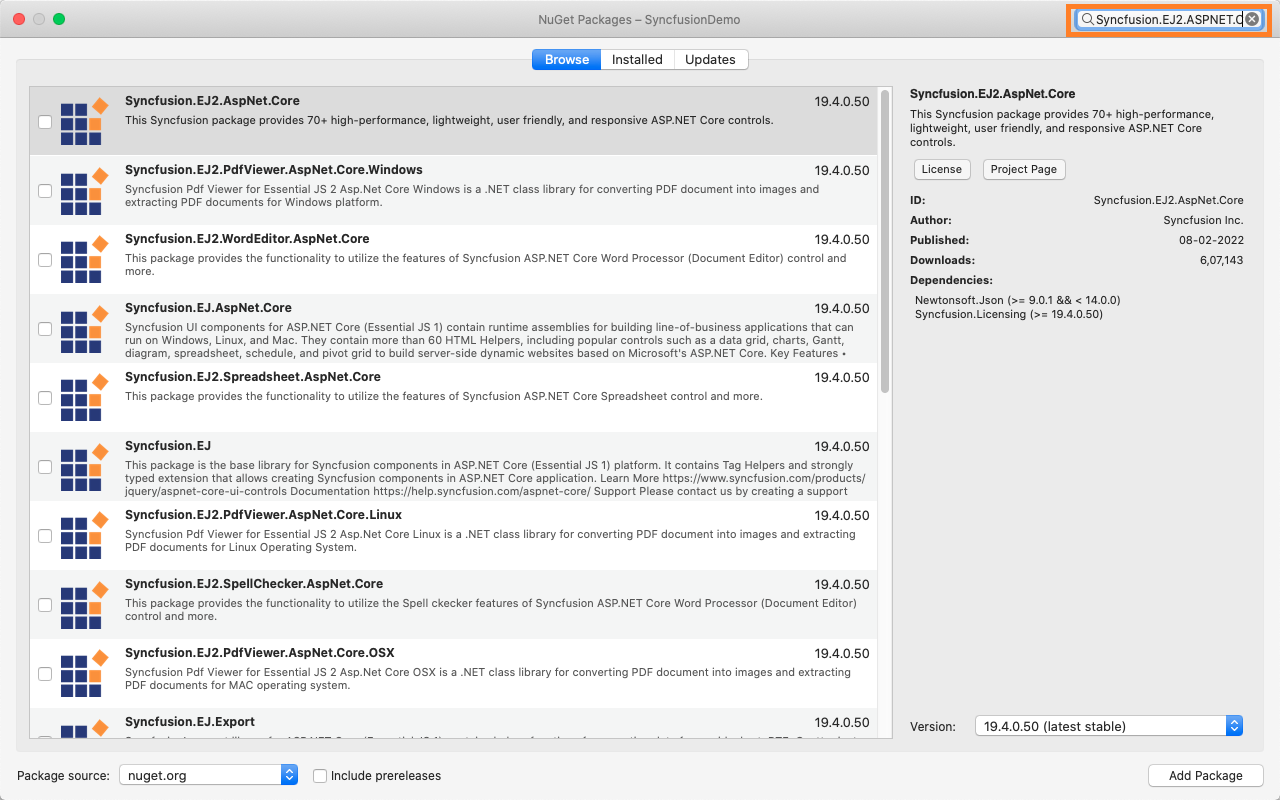 NuGet Packages – SyncfusionDemo
Syncfusion.EJ2.ASPNET.C
Browse
Installed
Updates
Syncfusion.EJ2.AspNet.Core
19.4.0.50
This Syncfusion package provides 70+ high-performance, lightweight, user friendly, and responsive ASP.NET Core controls.
Syncfusion.EJ2.PdfViewer.AspNet.Core.Windows
19.4.0.50
Syncfusion Pdf Viewer for Essential JS 2 Asp.Net Core Windows is a .NET class library for converting PDF document into images and
extracting PDF documents for Windows platform.
Syncfusion.EJ2.WordEditor.AspNet.Core
19.4.0.50
This package provides the functionality to utilize the features of Syncfusion ASP.NET Core Word Processor (Document Editor) control and
more.
Syncfusion.EJ.AspNet.Core
19.4.0.50
Syncfusion UI components for ASP.NET Core (Essential JS 1) contain runtime assemblies for building line-of-business applications that can
run on Windows, Linux, and Mac. They contain more than 60 HTML Helpers, including popular controls such as a data grid, charts, Gantt,
diagram, spreadsheet, schedule, and pivot grid to build server-side dynamic websites based on Microsoft's ASP.NET Core. Key Features •
Syncfusion.EJ2.Spreadsheet.AspNet.Core
19.4.0.50
This package provides the functionality to utilize the features of Syncfusion ASP.NET Core Spreadsheet control and more.
Syncfusion.EJ
19.4.0.50
This package is the base library for Syncfusion components in ASP.NET Core (Essential JS 1) platform. It contains Tag Helpers and strongly
typed extension that allows creating Syncfusion components in ASP.NET Core application. Learn More https://www.syncfusion.com/products/
jquery/aspnet-core-ui-controls Documentation https://help.syncfusion.com/aspnet-core/ Support Please contact us by creating a support
Syncfusion.EJ2.PdfViewer.AspNet.Core.Linux
19.4.0.50
Syncfusion Pdf Viewer for Essential JS 2 Asp.Net Core Linux is a .NET class library for converting PDF document into images and extracting
PDF documents for Linux Operating System.
Syncfusion.EJ2.SpellChecker.AspNet.Core
19.4.0.50
This package provides the functionality to utilize the Spell ckecker features of Syncfusion ASP.NET Core Word Processor (Document Editor)
control and more.
Syncfusion.EJ2.PdfViewer.AspNet.Core.OSX
19.4.0.50
Syncfusion Pdf Viewer for Essential JS 2 Asp.Net Core OSX is a .NET class library for converting PDF document into images and extracting
PDF documents for MAC operating system.
Syncfusion.EJ.Export
19.4.0.50
Syncfusion.EJ2.AspNet.Core
This Syncfusion package provides 70+ high-performance,
lightweight, user friendly, and responsive ASP.NET Core
controls.
License
Project Page
ID: Syncfusion.EJ2.AspNet.Core
Author: Syncfusion Inc.
Published: 08-02-2022
Downloads: 6,07,143
Dependencies:
Newtonsoft.Json (>= 9.0.1 && < 14.0.0)
Syncfusion.Licensing (>= 19.4.0.50)
Version: 19.4.0.50 (latest stable)
Package source: nuget.org
Include prereleases
Add Package